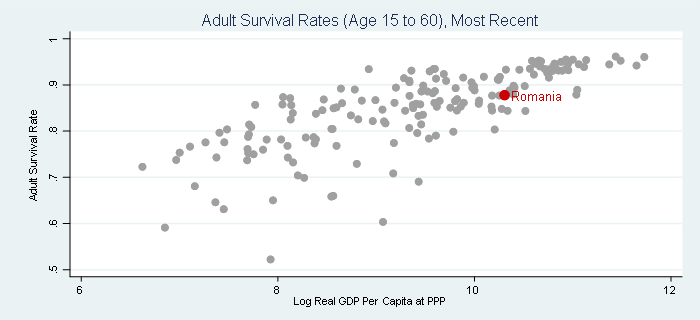 Adult Survival Rates (Age 15 to 60), Most Recent
1
.9
.8
.7
.6
.5
Adult Survival Rate
Romania
6 8 10 12
Log Real GDP Per Capita at PPP